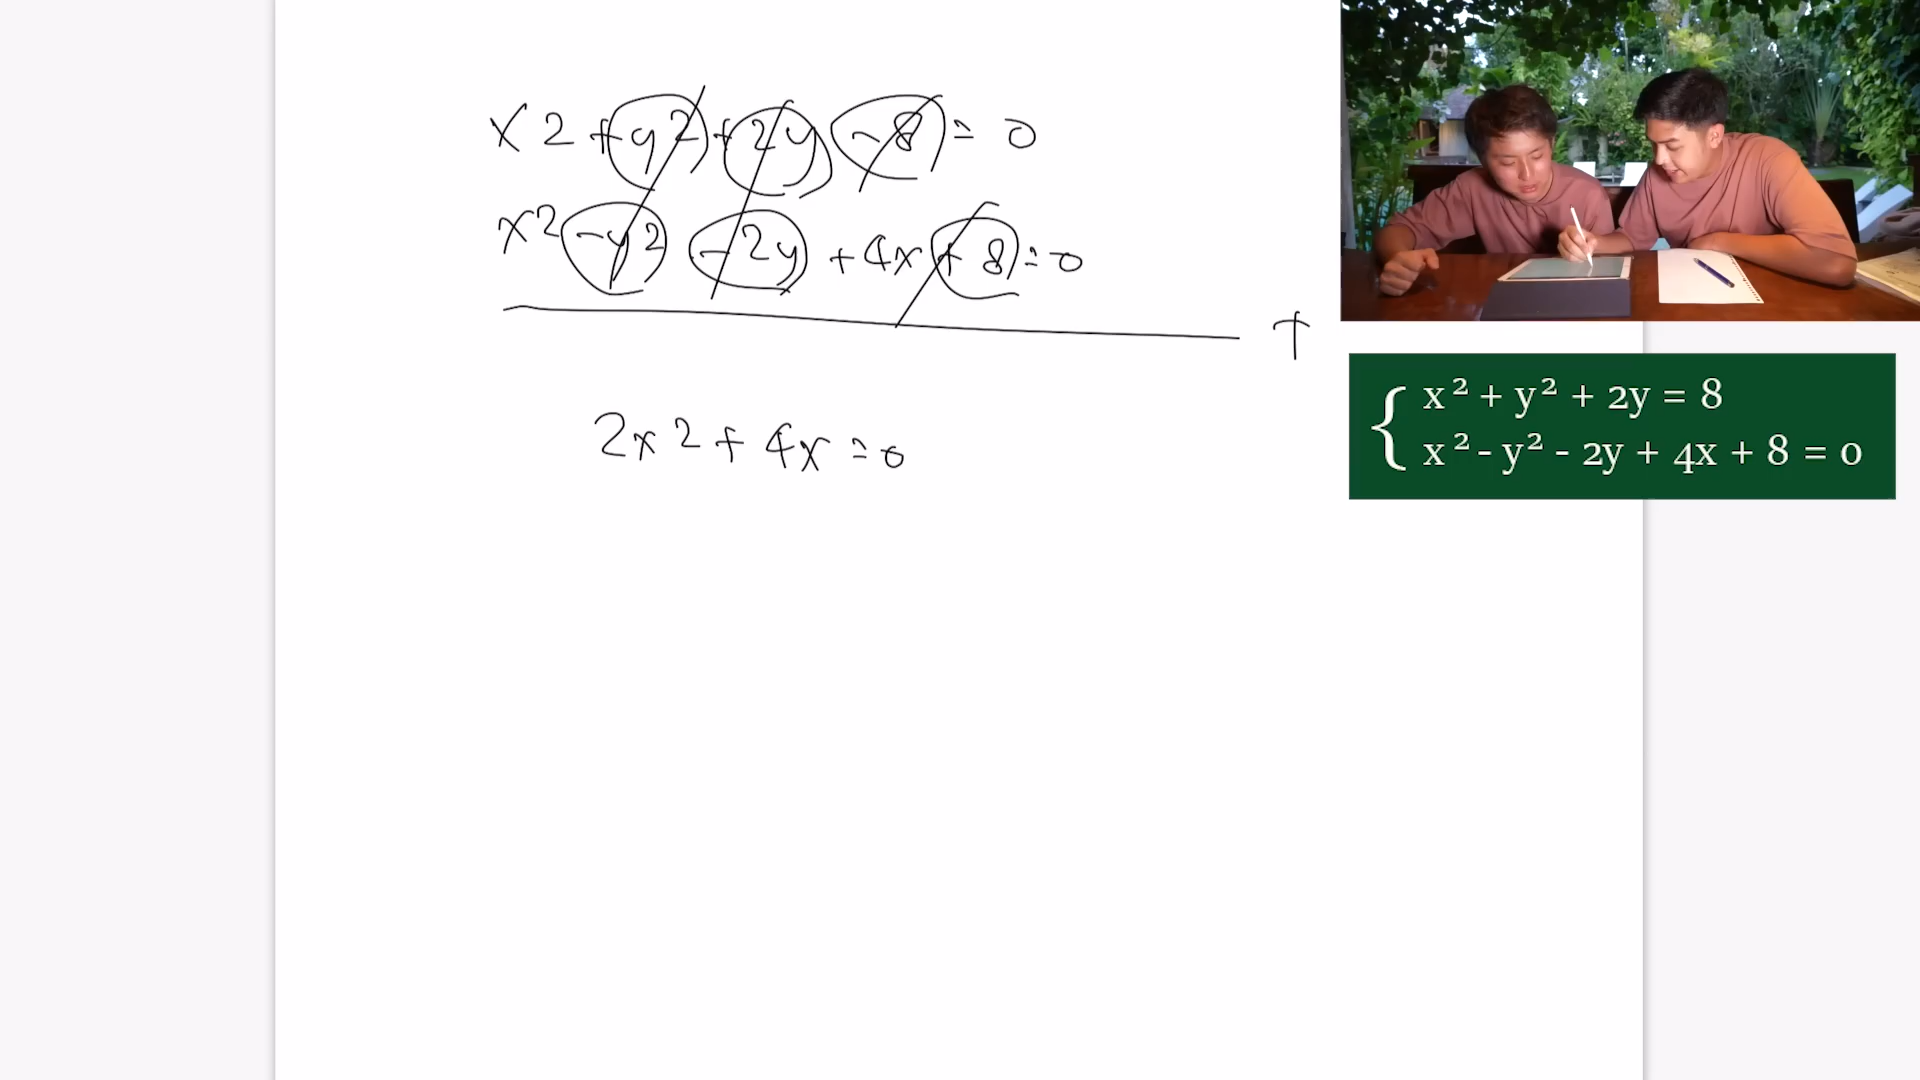 x2 + y2 + 2y - 8 = 0
x2 - y2 - 2y + 4x + 8 = 0
+
2x2 + 4x = 0
{ x² + y² + 2y = 8
x² - y² - 2y + 4x + 8 = 0